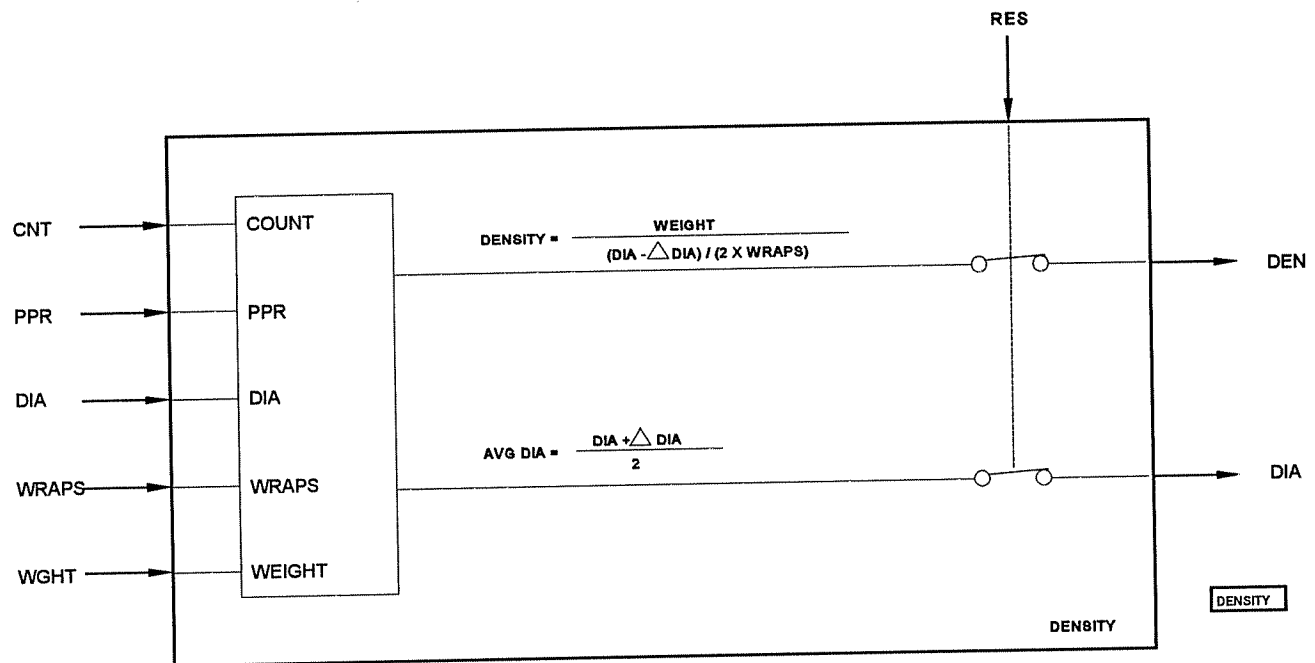 RES
CNT
COUNT
DENSITY = WEIGHT
(DIA - △ DIA) / (2 X WRAPS)
DEN
PPR
PPR
DIA
DIA
AVG DIA = DIA + △ DIA
2
DIA
WRAPS
WRAPS
WGHT
WEIGHT
DENSITY
DENSITY